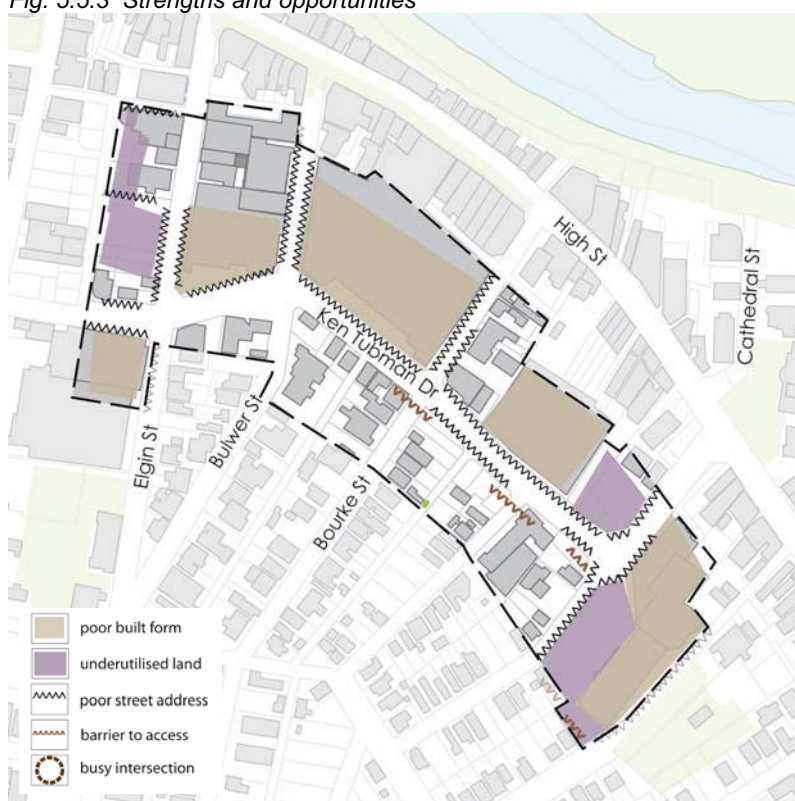 Fig. 5.5.3 Strengths and opportunities
High St
Cathedral St
Ken Tubman Dr
Elgin St
Bulwer St
Bourke St
poor built form
underutilised land
poor street address
barrier to access
busy intersection